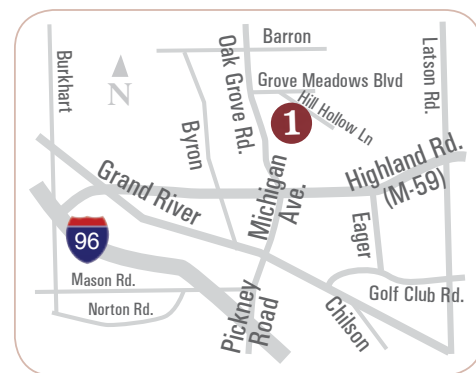 Barron
Burkhart
Oak Grove Rd.
Latson Rd.
N
Grove Meadows Blvd
Hill Hollow Ln
1
Byron
Grand River
Michigan
Ave.
Highland Rd.
(M-59)
96
Eager
Mason Rd.
Golf Club Rd.
Norton Rd.
Pickney
Road
Chilson